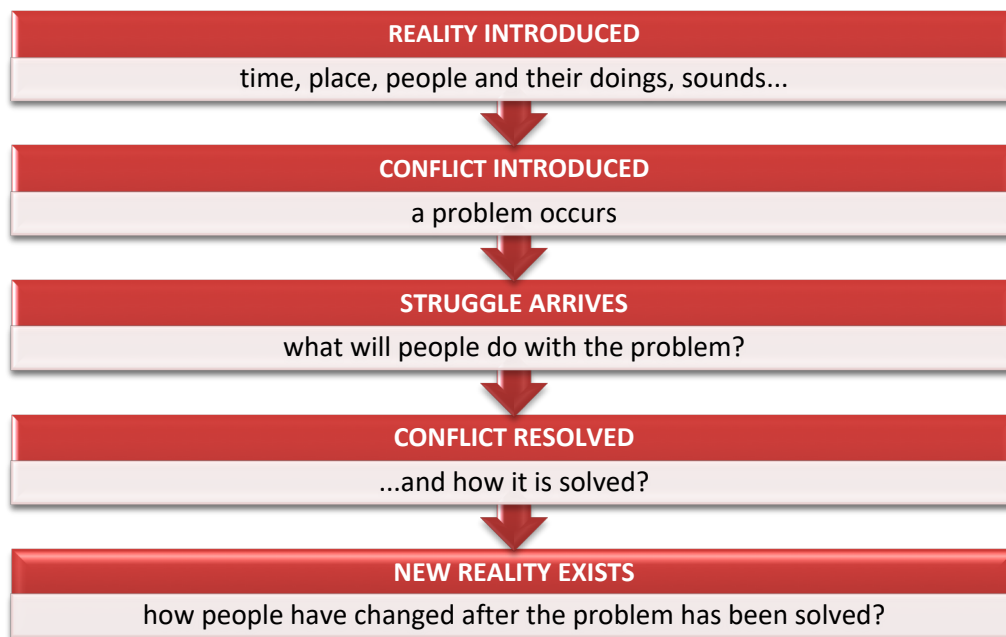 REALITY INTRODUCED
time, place, people and their doings, sounds...
CONFLICT INTRODUCED
a problem occurs
STRUGGLE ARRIVES
what will people do with the problem?
CONFLICT RESOLVED
...and how it is solved?
NEW REALITY EXISTS
how people have changed after the problem has been solved?